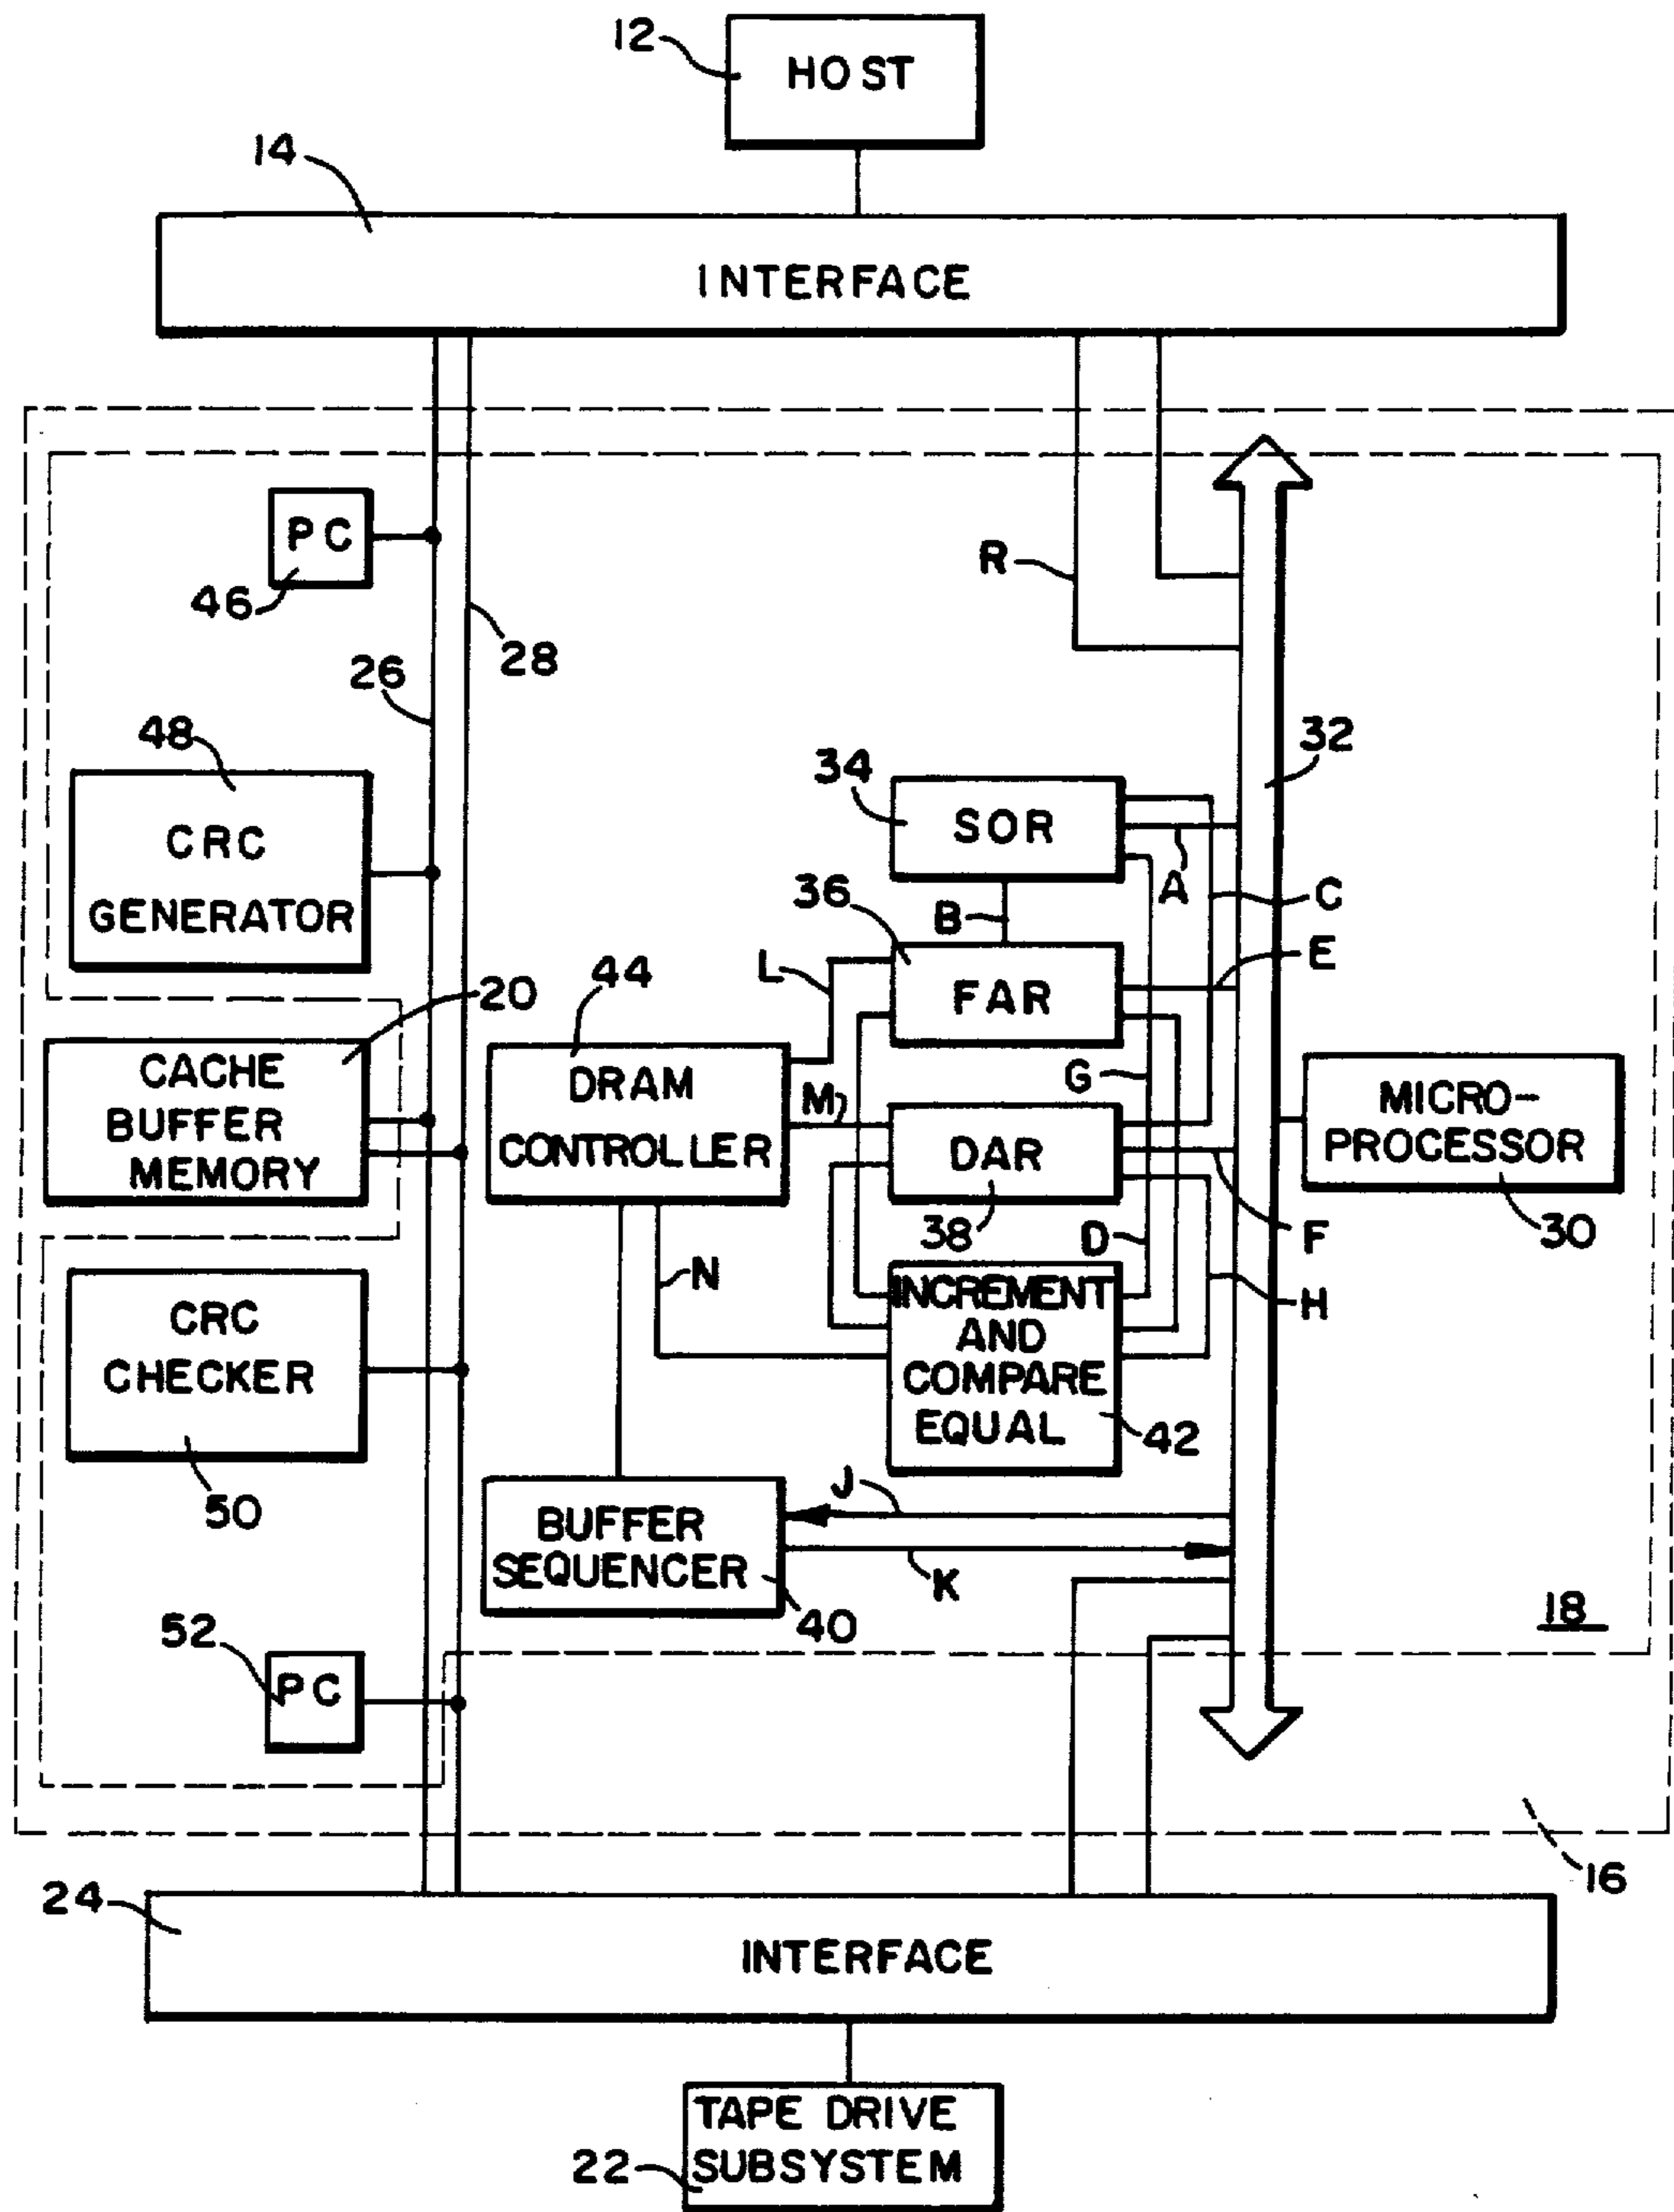 12
HOST
14
INTERFACE
PC
46
R
28
26
48
CRC
GENERATOR
32
34
SOR
A
C
36
B
E
L
FAR
44
20
CACHE
BUFFER
MEMORY
DRAM
CONTROLLER
M
G
DAR
38
MICRO-
PROCESSOR
30
F
D
N
H
INCREMENT
AND
COMPARE
EQUAL
42
CRC
CHECKER
50
J
BUFFER
SEQUENCER
K
40
18
52
PC
16
24
INTERFACE
TAPE DRIVE
SUBSYSTEM
22